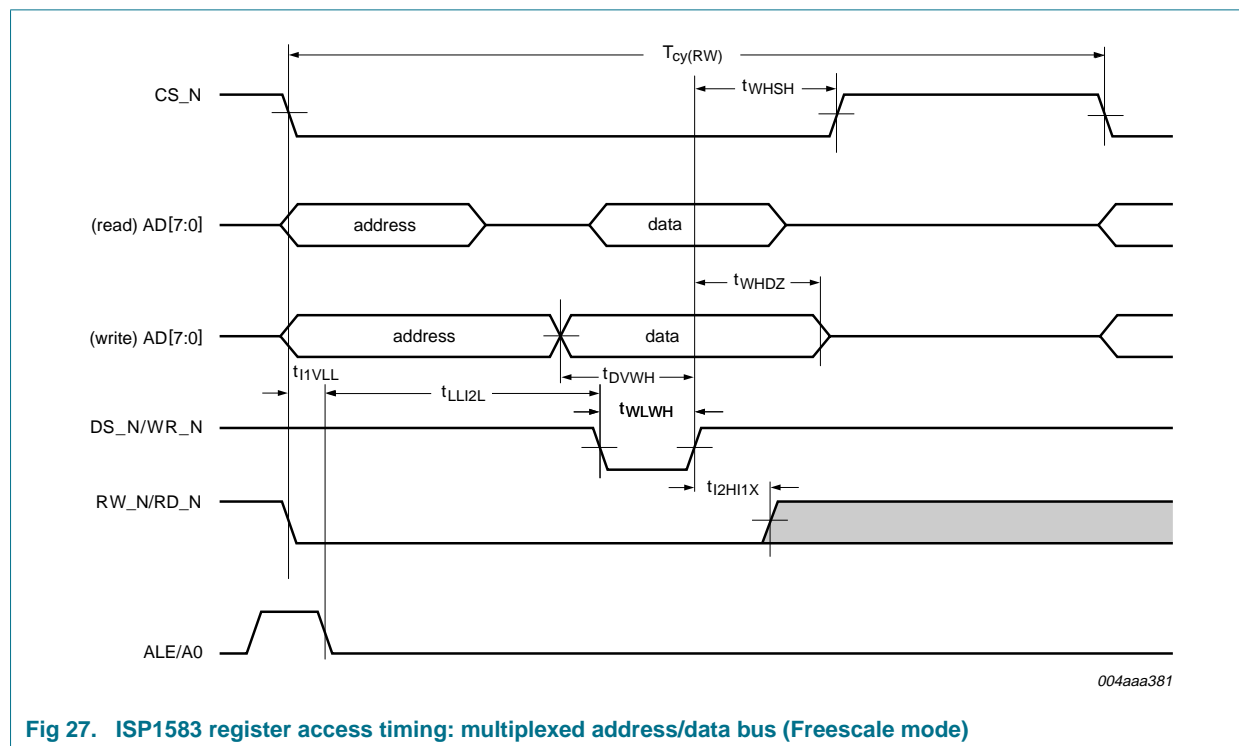 Tcy(RW)
tWHSH
CS_N
(read) AD[7:0]
address
data
tWHDZ
(write) AD[7:0]
address
data
tI1VLL
tLLI2L
tDVWH
tWLWH
DS_N/WR_N
tI2HI1X
RW_N/RD_N
ALE/A0
004aaa381
Fig 27. ISP1583 register access timing: multiplexed address/data bus (Freescale mode)